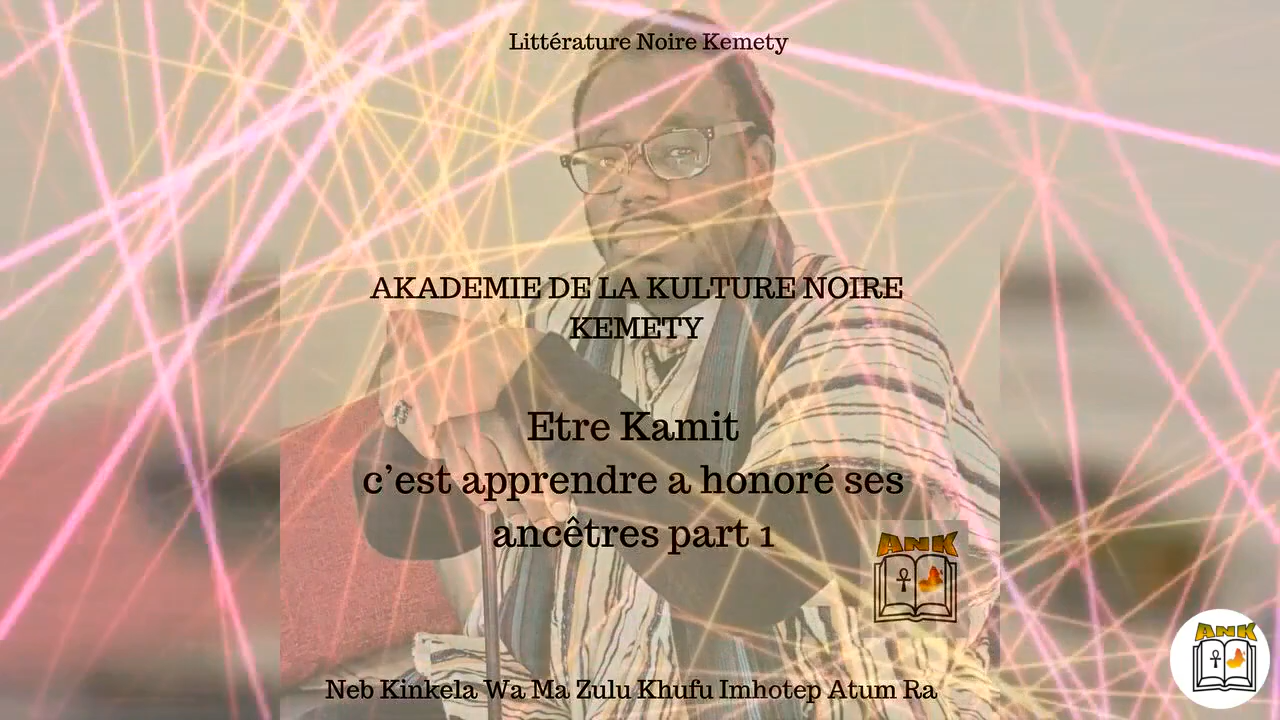 Littérature Noire Kemety
AKADEMIE DE LA KULTURE NOIRE
KEMETY
Etre Kamit
c’est apprendre a honoré ses
ancêtres part 1
ANK
Neb Kinkela Wa Ma Zulu Khufu Imhotep Atum Ra
ANK